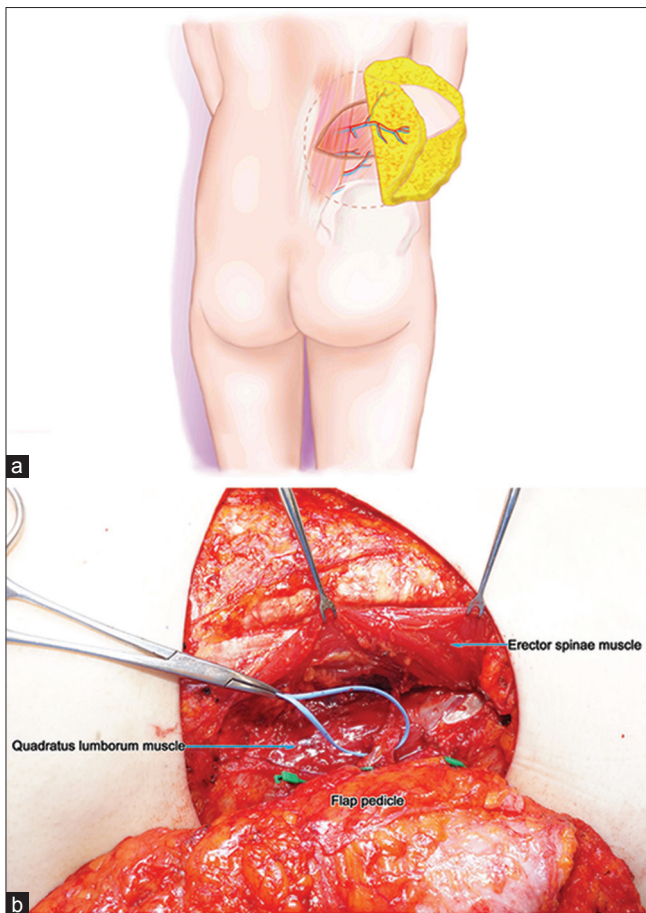 a
Erector spinae muscle
Quadratus lumborum muscle
Flap pedicle
b